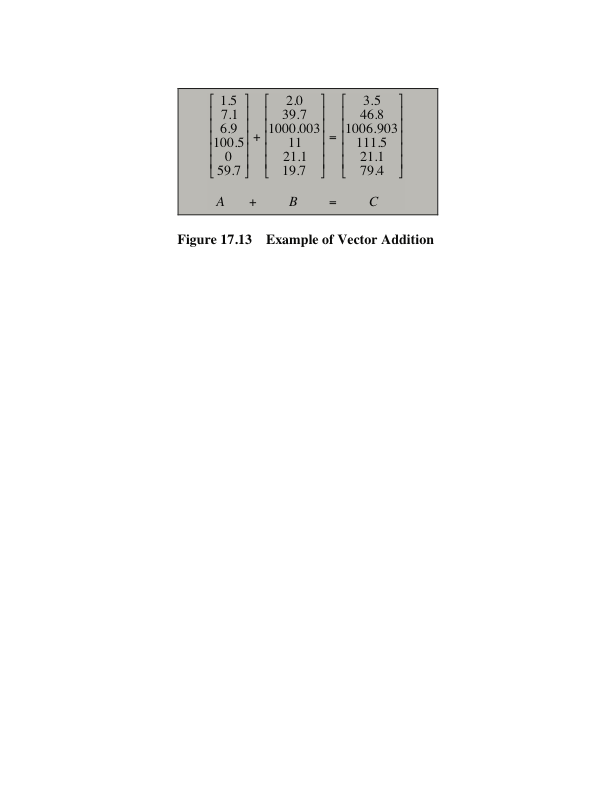 1.5 2.0 3.5
7.1 39.7 46.8
6.9 1000.003 1006.903
100.5 + 11 = 111.5
0 21.1 21.1
59.7 19.7 79.4
A + B = C
Figure 17.13 Example of Vector Addition